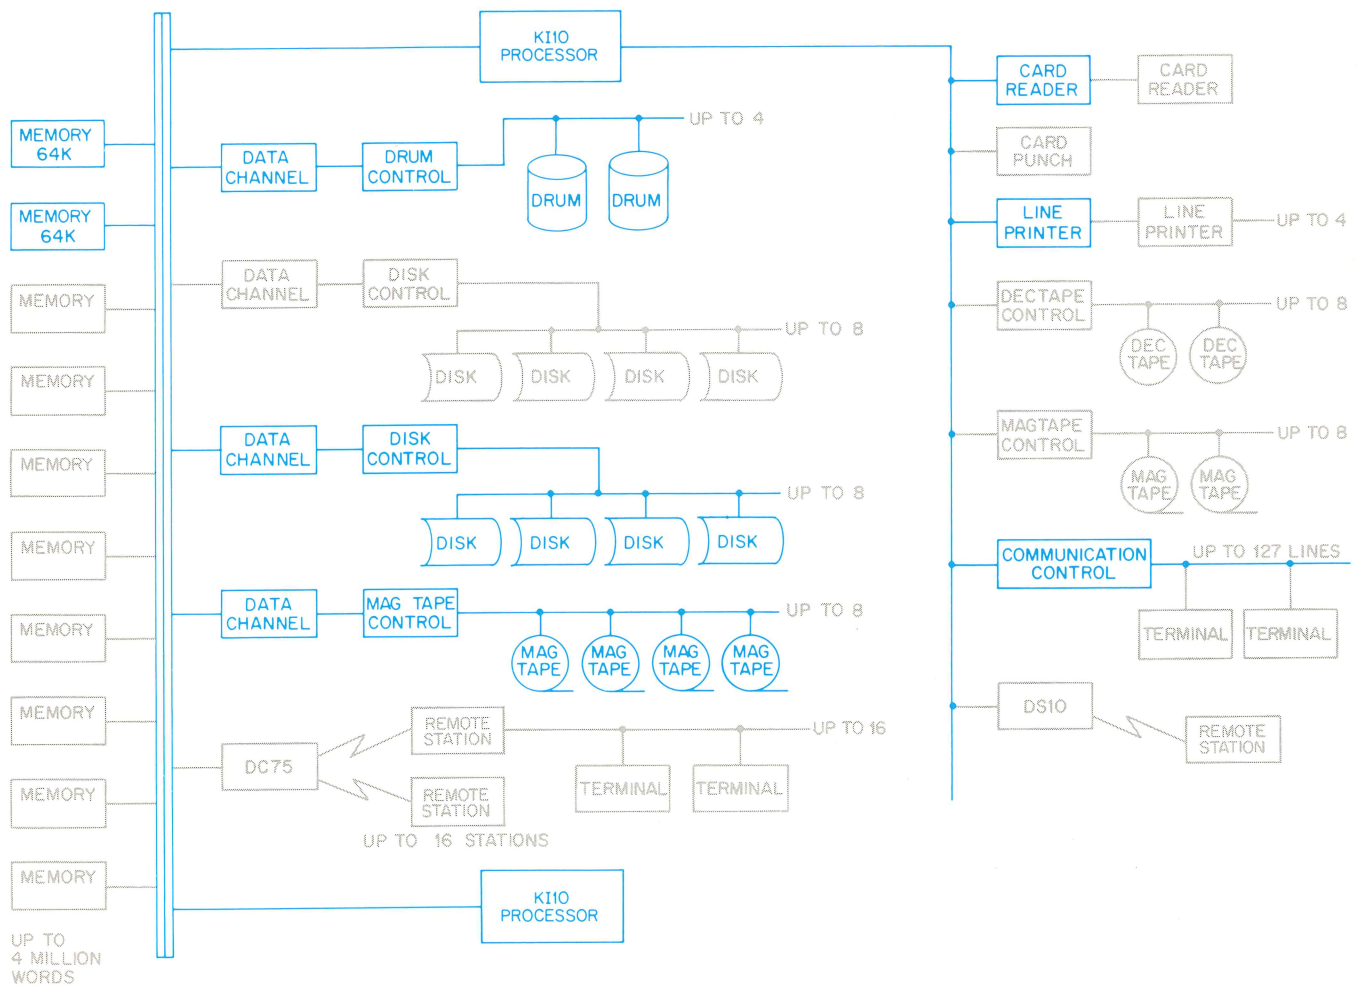 KI10
PROCESSOR
CARD
READER
CARD
READER
CARD
PUNCH
LINE
PRINTER
LINE
PRINTER
UP TO 4
DECTAPE
CONTROL
UP TO 8
DEC
TAPE
DEC
TAPE
MAGTAPE
CONTROL
UP TO 8
MAG
TAPE
MAG
TAPE
COMMUNICATION
CONTROL
UP TO 127 LINES
TERMINAL
TERMINAL
DS10
REMOTE
STATION
MEMORY
64K
MEMORY
64K
MEMORY
MEMORY
MEMORY
MEMORY
MEMORY
MEMORY
MEMORY
MEMORY
UP TO
4 MILLION
WORDS
DATA
CHANNEL
DRUM
CONTROL
UP TO 4
DRUM
DRUM
DATA
CHANNEL
DISK
CONTROL
UP TO 8
DISK
DISK
DISK
DISK
DATA
CHANNEL
DISK
CONTROL
UP TO 8
DISK
DISK
DISK
DISK
DATA
CHANNEL
MAG TAPE
CONTROL
UP TO 8
MAG
TAPE
MAG
TAPE
MAG
TAPE
MAG
TAPE
DC75
REMOTE
STATION
UP TO 16
TERMINAL
TERMINAL
REMOTE
STATION
UP TO 16 STATIONS
KI10
PROCESSOR